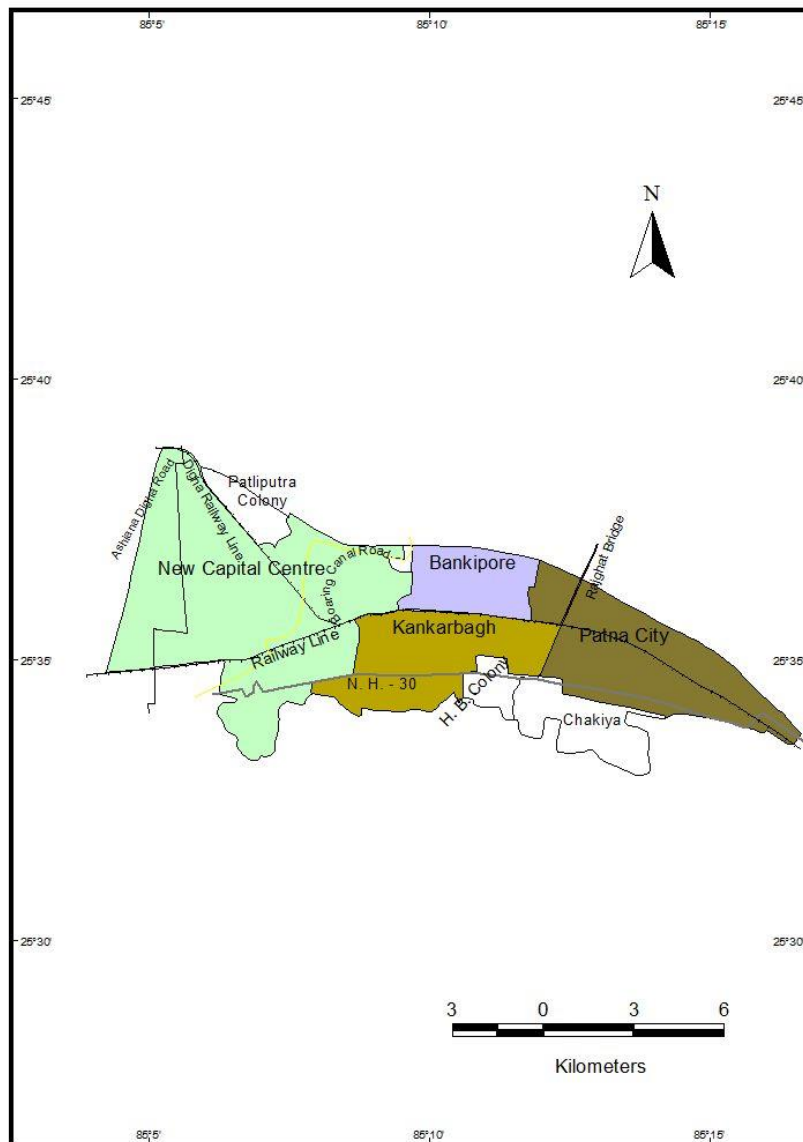 85°5' 85°10' 85°15'
25°45' 25°45'
N
25°40' 25°40'
Ashiana Digha Road
Digha Railway Line
Patliputra
Colony
New Capital Centre
Boaring Canal Road
Bankipore
Rajghat Bridge
Kankarbagh
Patna City
Railway Line
25°35' 25°35'
N. H. - 30
H. B. Colony
Chakiya
25°30' 25°30'
3 0 3 6
Kilometers
85°5' 85°10' 85°15'